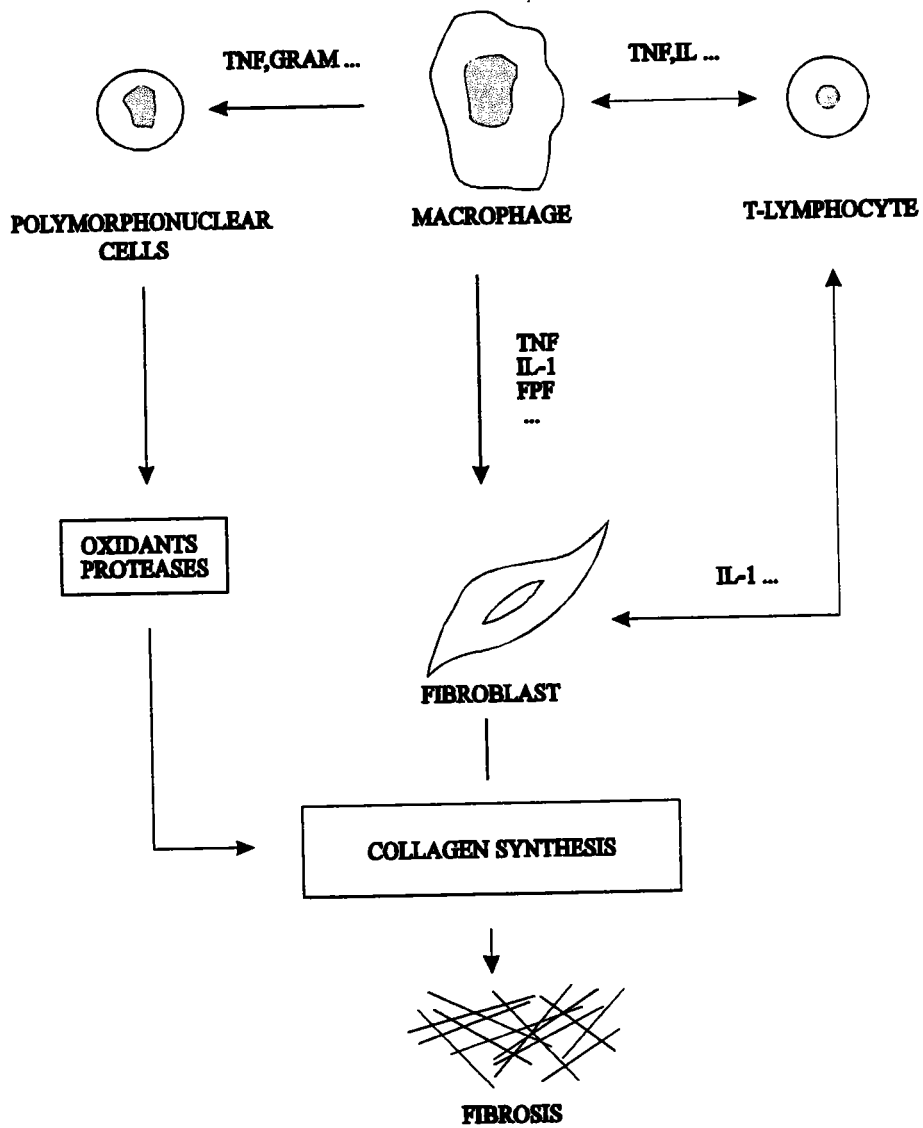 TNF,GRAM ...
TNF,IL ...
POLYMORPHONUCLEAR
CELLS
MACROPHAGE
T-LYMPHOCYTE
TNF
IL-1
FPF
...
OXIDANTS
PROTEASES
IL-1 ...
FIBROBLAST
COLLAGEN SYNTHESIS
FIBROSIS